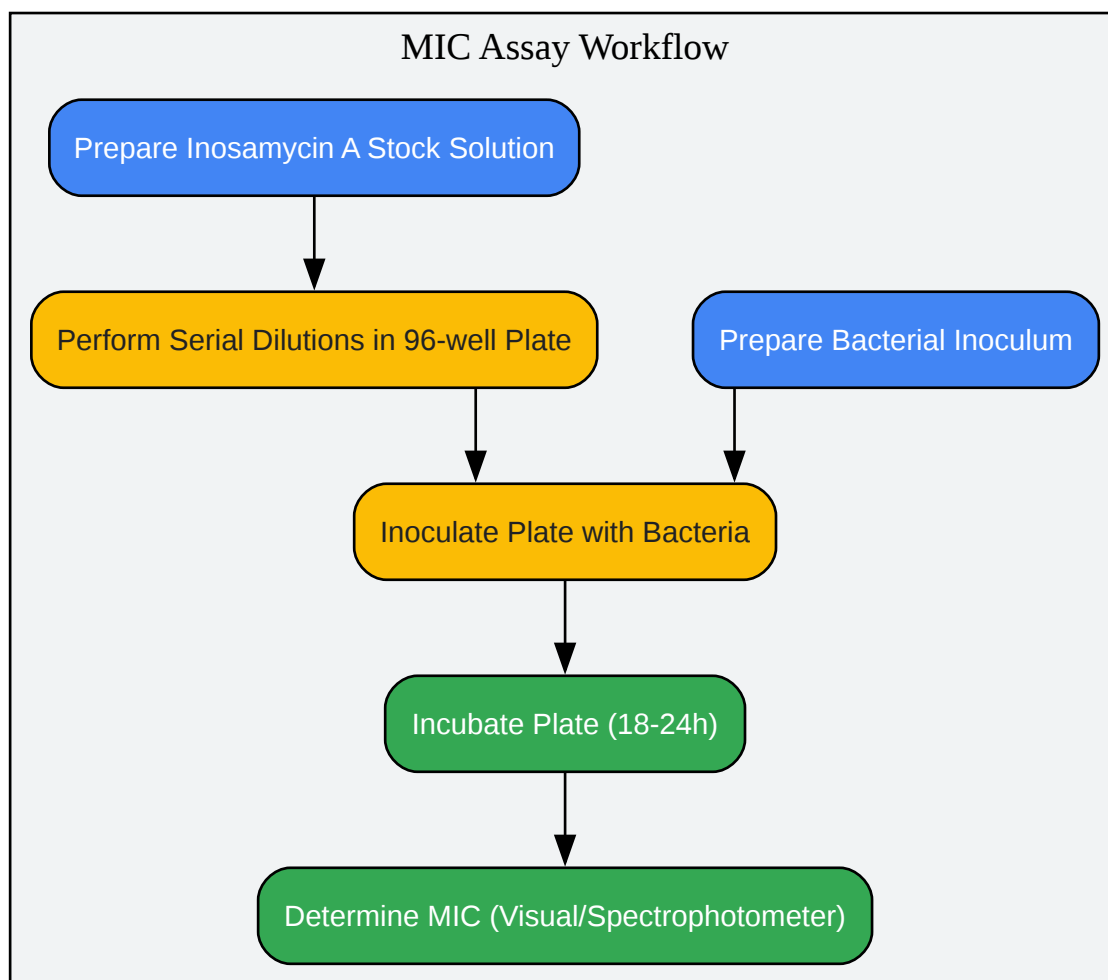 MIC Assay Workflow
Prepare Inosamycin A Stock Solution
Perform Serial Dilutions in 96-well Plate
Prepare Bacterial Inoculum
Inoculate Plate with Bacteria
Incubate Plate (18-24h)
Determine MIC (Visual/Spectrophotometer)